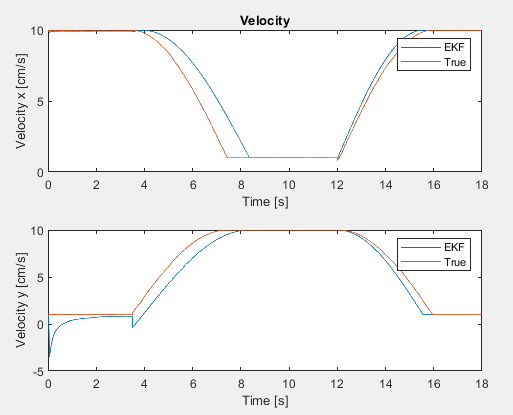 Velocity
10
5
0
Velocity x [cm/s]
EKF
True
0 2 4 6 8 10 12 14 16 18
Time [s]
10
5
0
-5
Velocity y [cm/s]
EKF
True
0 2 4 6 8 10 12 14 16 18
Time [s]